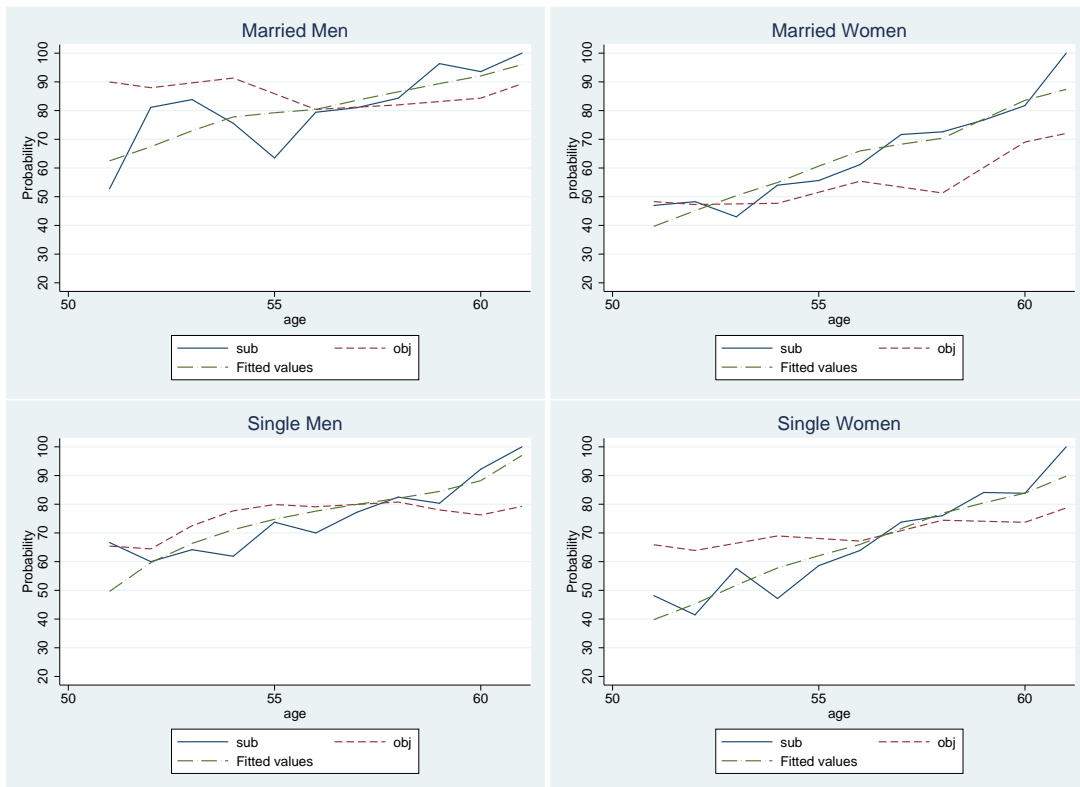 Married Men
Probability
100
90
80
70
60
50
40
30
20
50 55 60
age
sub obj
Fitted values
Married Women
probability
100
90
80
70
60
50
40
30
20
50 55 60
age
sub obj
Fitted values
Single Men
Probability
100
90
80
70
60
50
40
30
20
50 55 60
age
sub obj
Fitted values
Single Women
Probability
100
90
80
70
60
50
40
30
20
50 55 60
age
sub obj
Fitted values